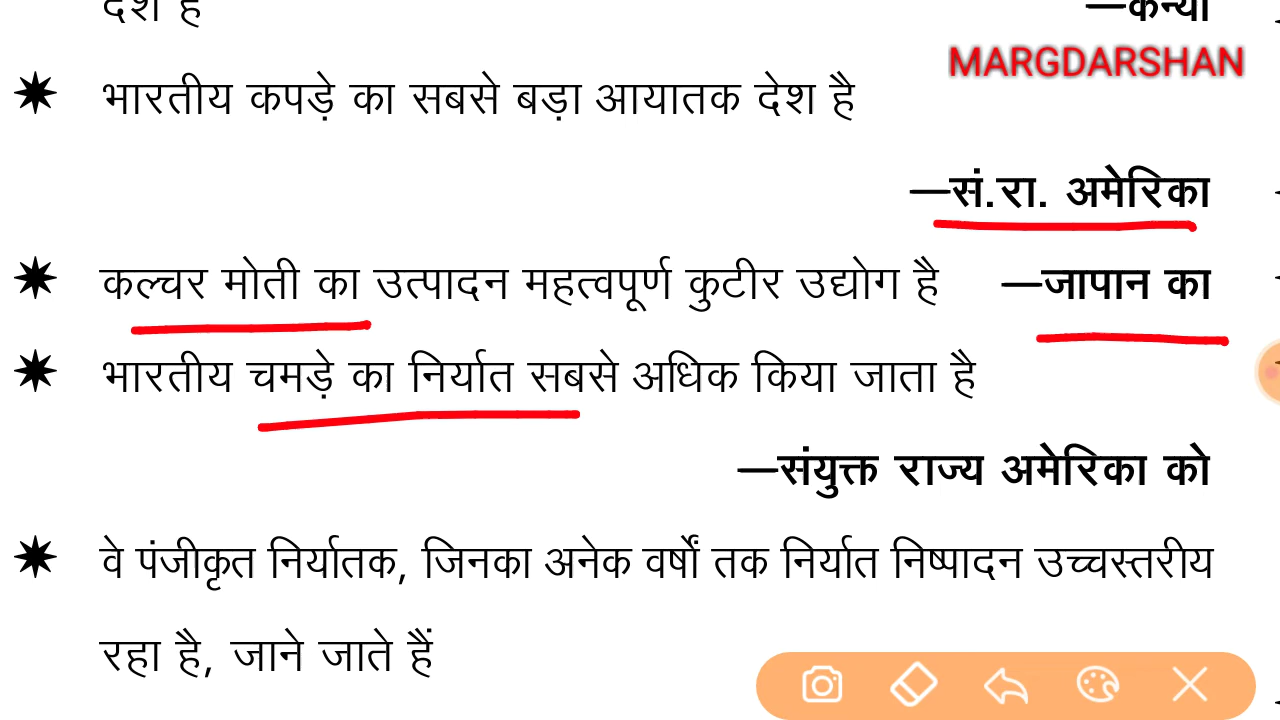 देश है —केन्या
MARGDARSHAN
भारतीय कपड़े का सबसे बड़ा आयातक देश है
—सं.रा. अमेरिका
कल्चर मोती का उत्पादन महत्वपूर्ण कुटीर उद्योग है —जापान का
भारतीय चमड़े का निर्यात सबसे अधिक किया जाता है
—संयुक्त राज्य अमेरिका को
वे पंजीकृत निर्यातक, जिनका अनेक वर्षों तक निर्यात निष्पादन उच्चस्तरीय
रहा है, जाने जाते हैं